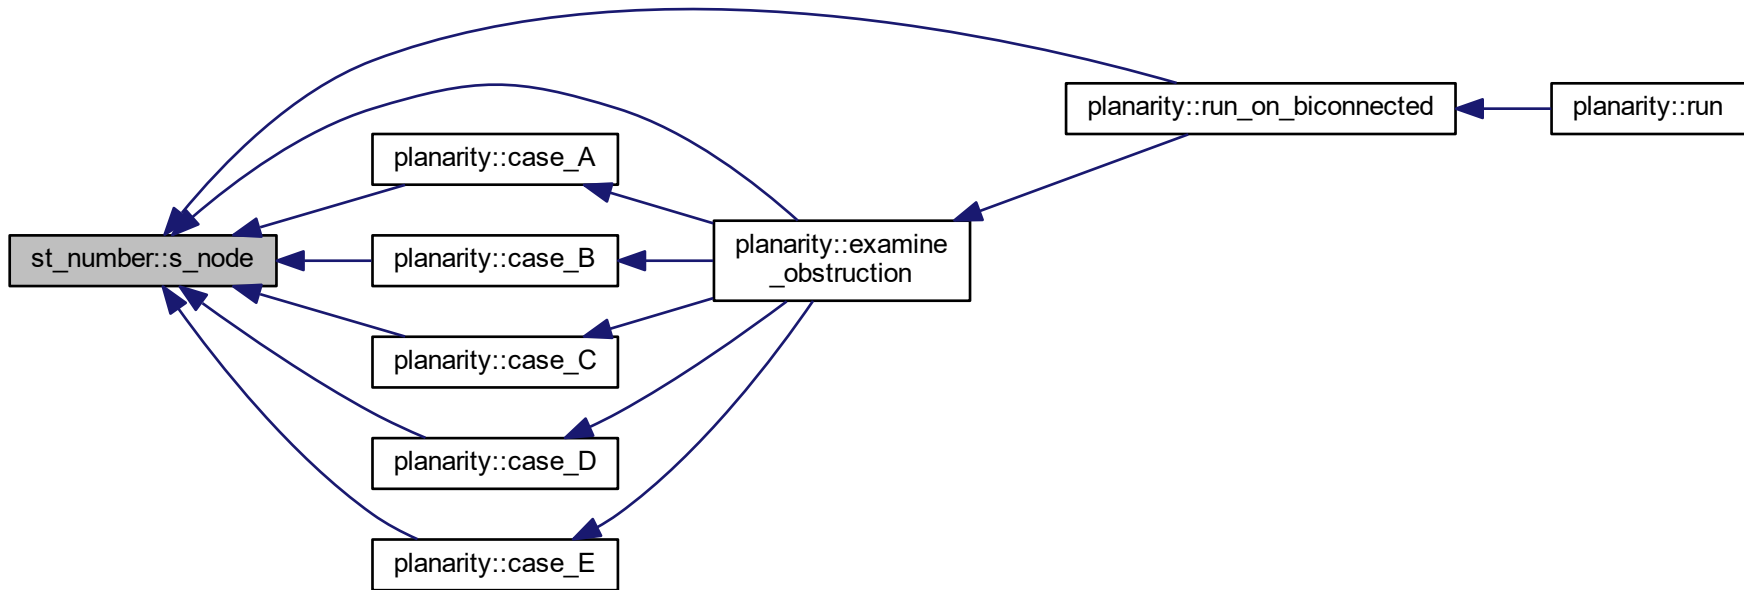 planarity::run_on_biconnected
planarity::run
planarity::case_A
st_number::s_node
planarity::case_B
planarity::examine
_obstruction
planarity::case_C
planarity::case_D
planarity::case_E